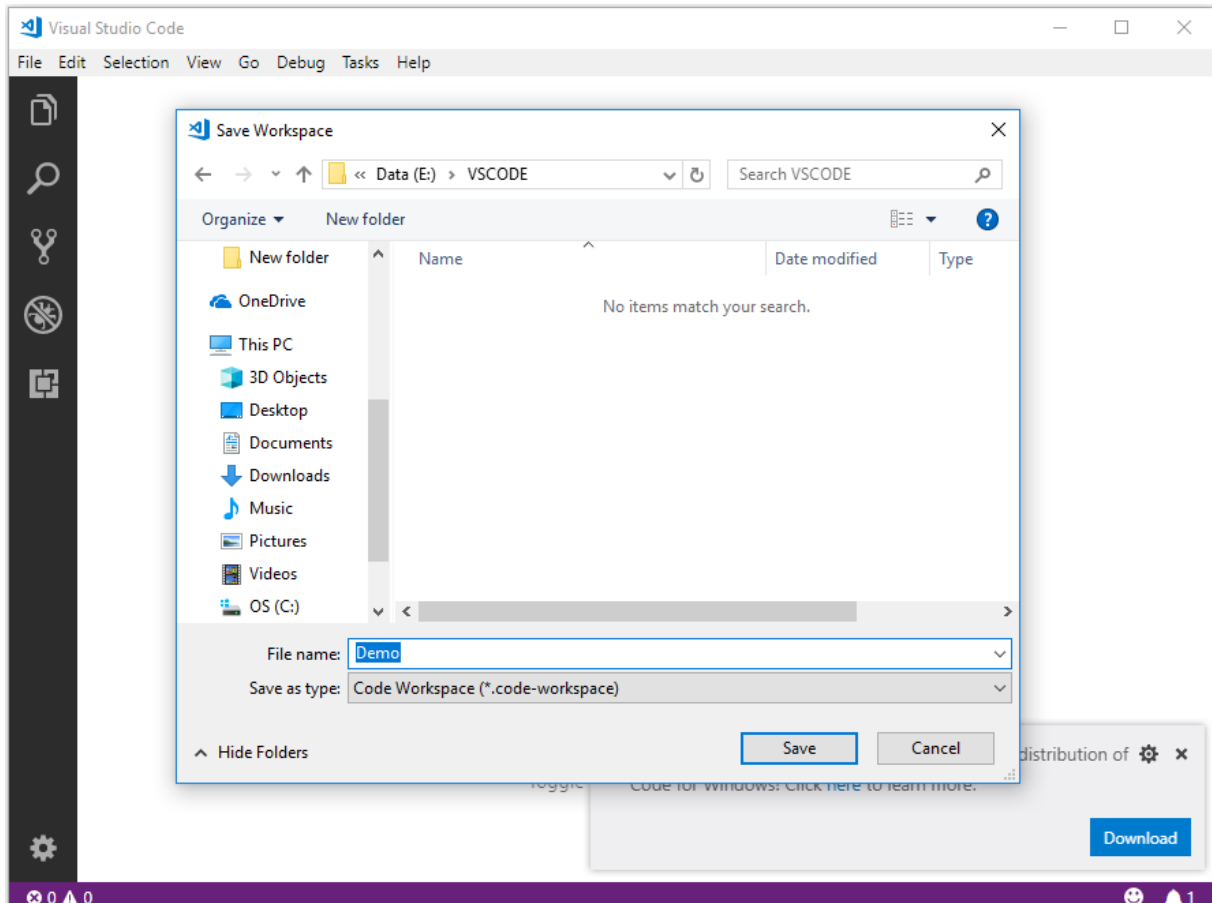 Visual Studio Code
File Edit Selection View Go Debug Tasks Help
Save Workspace
« Data (E:) › VSCODE
Search VSCODE
Organize
New folder
New folder
Name
Date modified
Type
OneDrive
No items match your search.
This PC
3D Objects
Desktop
Documents
Downloads
Music
Pictures
Videos
OS (C:)
File name: Demo
Save as type: Code Workspace (*.code-workspace)
Hide Folders
Save
Cancel
distribution of
Toggle
Code for Windows! Click here to learn more.
Download
0 0
1